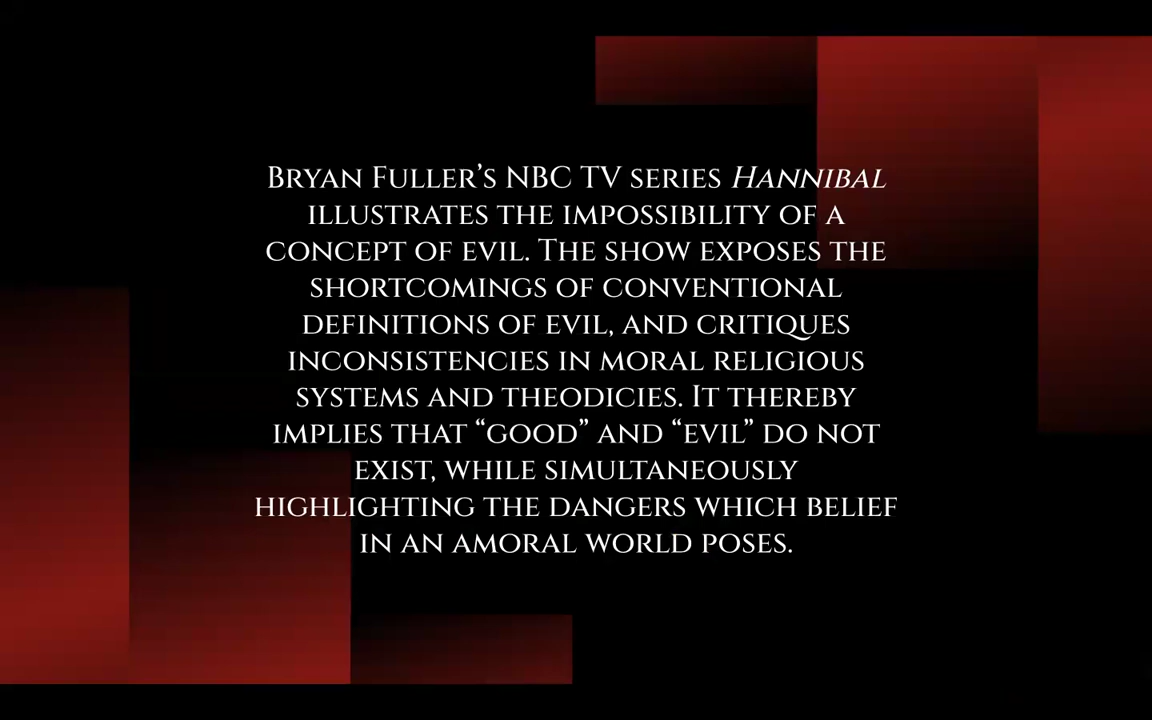 Bryan Fuller’s NBC TV series Hannibal
illustrates the impossibility of a
concept of evil. The show exposes the
shortcomings of conventional
definitions of evil, and critiques
inconsistencies in moral religious
systems and theodicies. It thereby
implies that “good” and “evil” do not
exist, while simultaneously
highlighting the dangers which belief
in an amoral world poses.